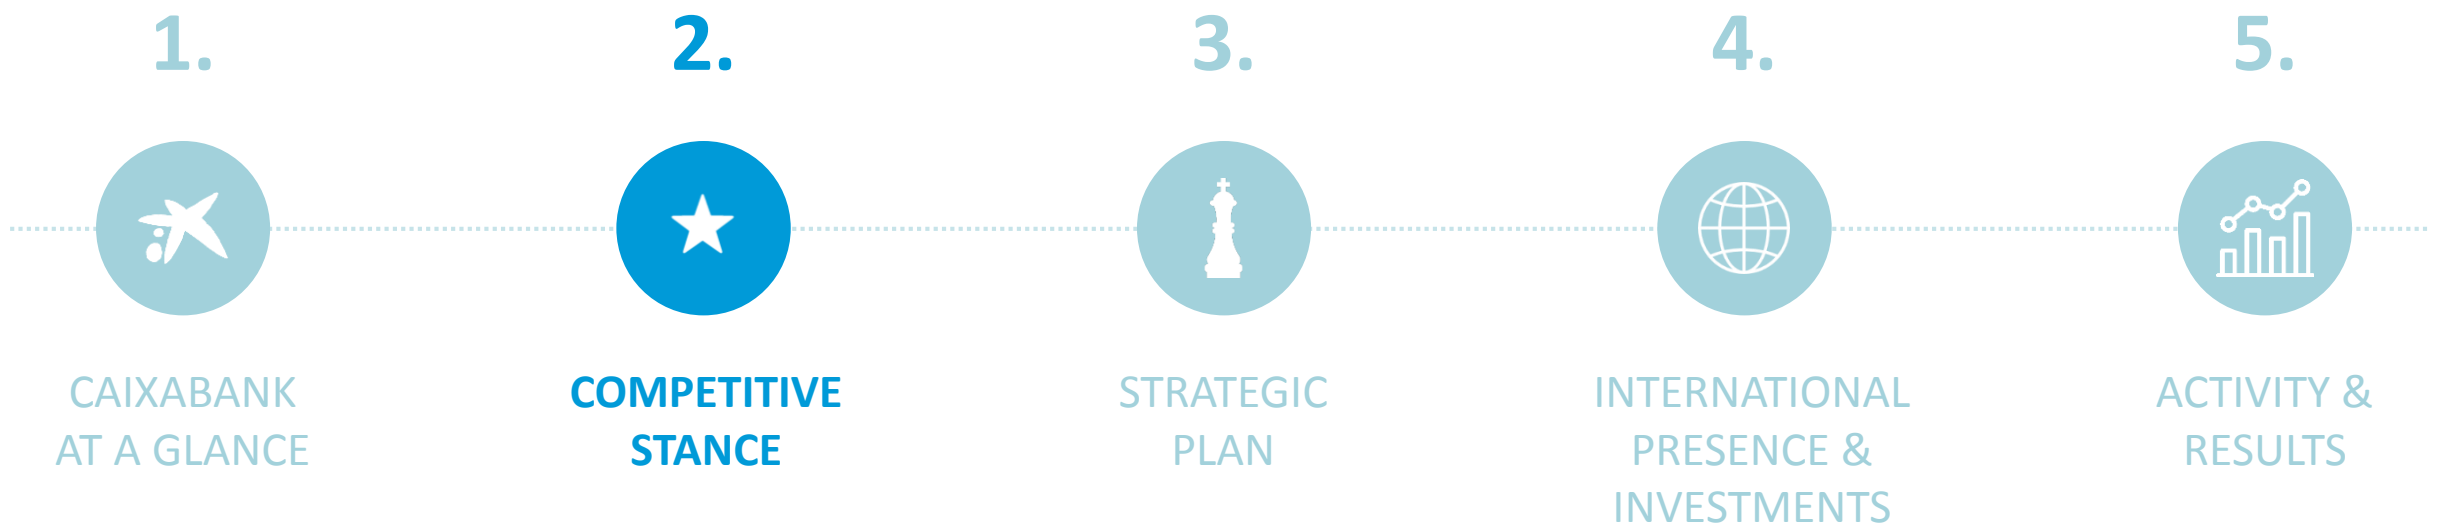 1.
2.
3.
4.
5.
CAIXABANK
AT A GLANCE
COMPETITIVE
STANCE
STRATEGIC
PLAN
INTERNATIONAL
PRESENCE &
INVESTMENTS
ACTIVITY &
RESULTS